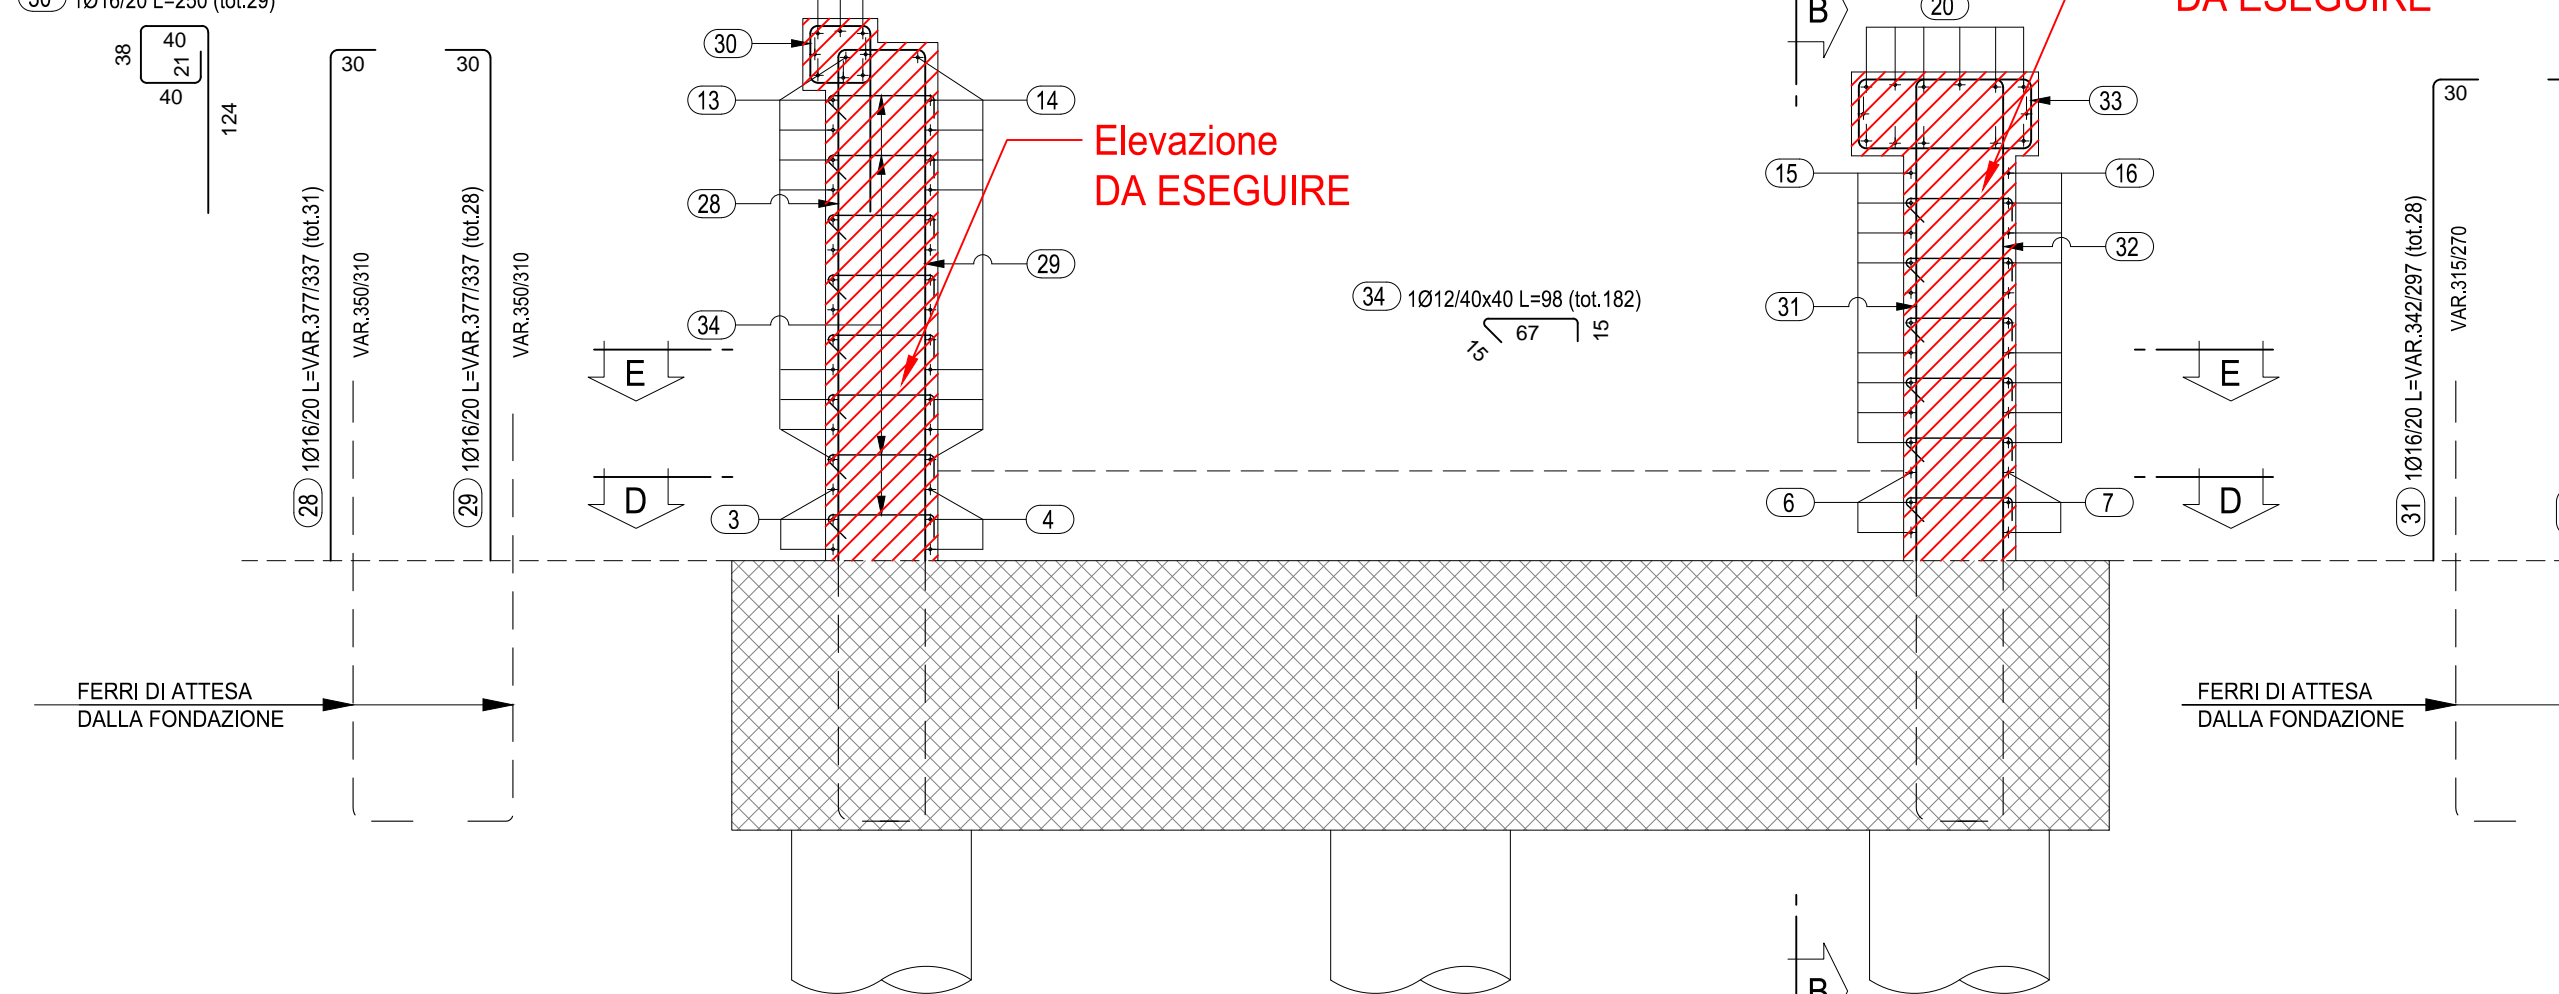 30 1Ø16/20 L=250 (tot.29)
40
38
21
40
124
30
30
28 1Ø16/20 L=VAR.377/337 (tot.31)
VAR.350/310
29 1Ø16/20 L=VAR.377/337 (tot.28)
VAR.350/310
30
13
14
28
29
34
3
4
Elevazione
DA ESEGUIRE
E
D
34 1Ø12/40x40 L=98 (tot.182)
15
67
15
B
20
DA ESEGUIRE
33
15
16
32
31
6
7
E
D
30
31 1Ø16/20 L=VAR.342/297 (tot.28)
VAR.315/270
FERRI DI ATTESA
DALLA FONDAZIONE
FERRI DI ATTESA
DALLA FONDAZIONE
B